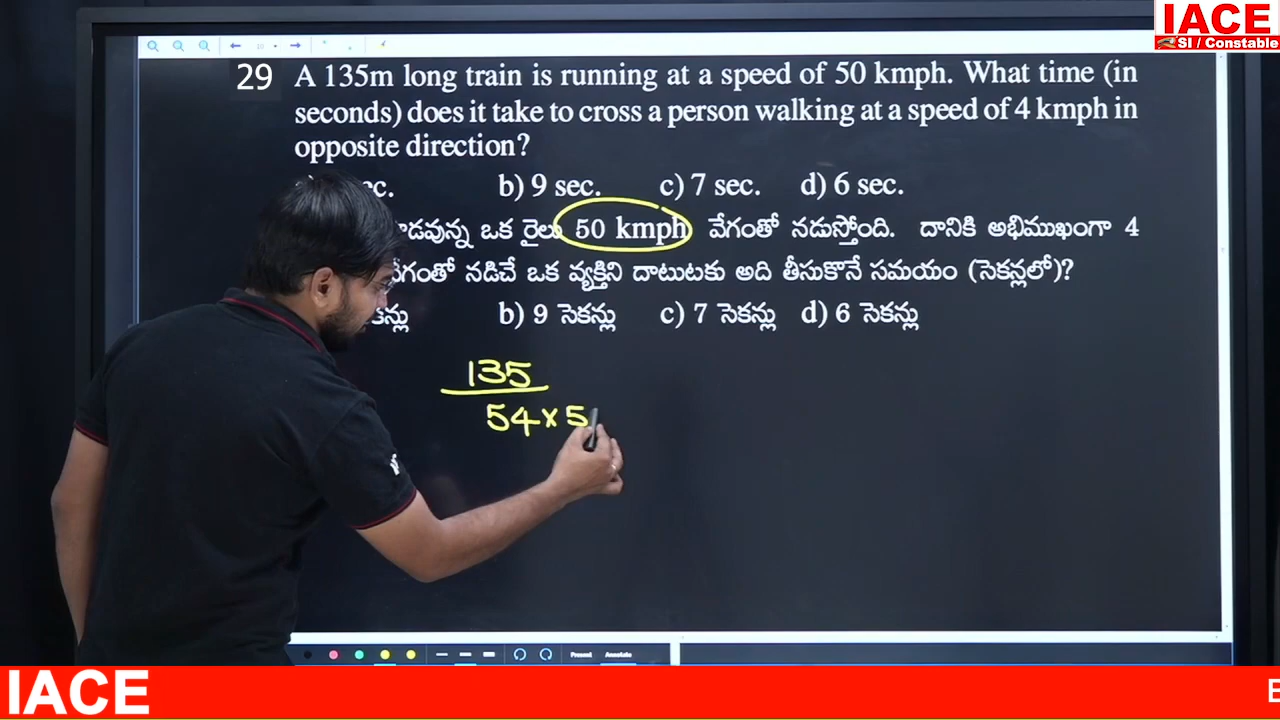 IACE
SI / Constable
29 A 135m long train is running at a speed of 50 kmph. What time (in
seconds) does it take to cross a person walking at a speed of 4 kmph in
opposite direction?
b) 9 sec. c) 7 sec. d) 6 sec.
ఒక రైలు 50 kmph వేగంతో నడుస్తోంది. దానికి అభిముఖంగా 4
నడిచే ఒక వ్యక్తిని దాటుటకు అది తీసుకొనే సమయం (సెకన్లలో)?
b) 9 సెకన్లు c) 7 సెకన్లు d) 6 సెకన్లు
135
54 x 5
Present Annotate
IACE